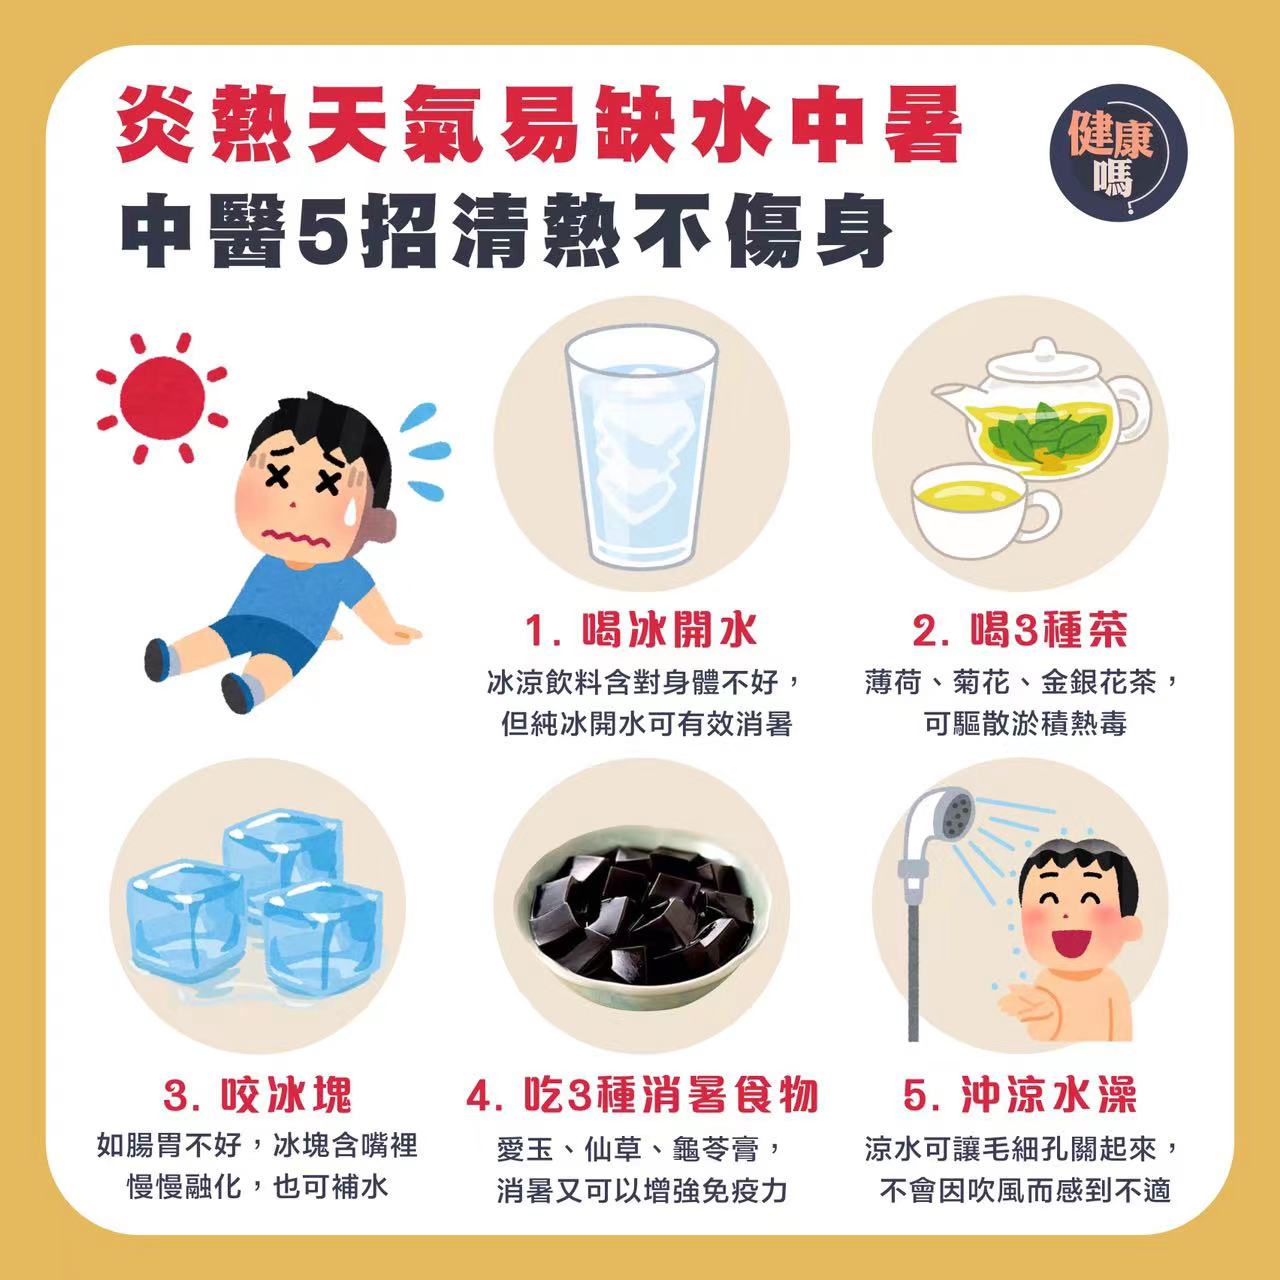 炎熱天氣易缺水中暑
健康
嗎?
中醫5招清熱不傷身
1. 喝冰開水
冰涼飲料含對身體不好，
但純冰開水可有效消暑
2. 喝3種茶
薄荷、菊花、金銀花茶，
可驅散淤積熱毒
3. 咬冰塊
如腸胃不好，冰塊含嘴裡
慢慢融化，也可補水
4. 吃3種消暑食物
愛玉、仙草、龜苓膏，
消暑又可以增強免疫力
5. 沖涼水澡
涼水可讓毛細孔關起來，
不會因吹風而感到不適